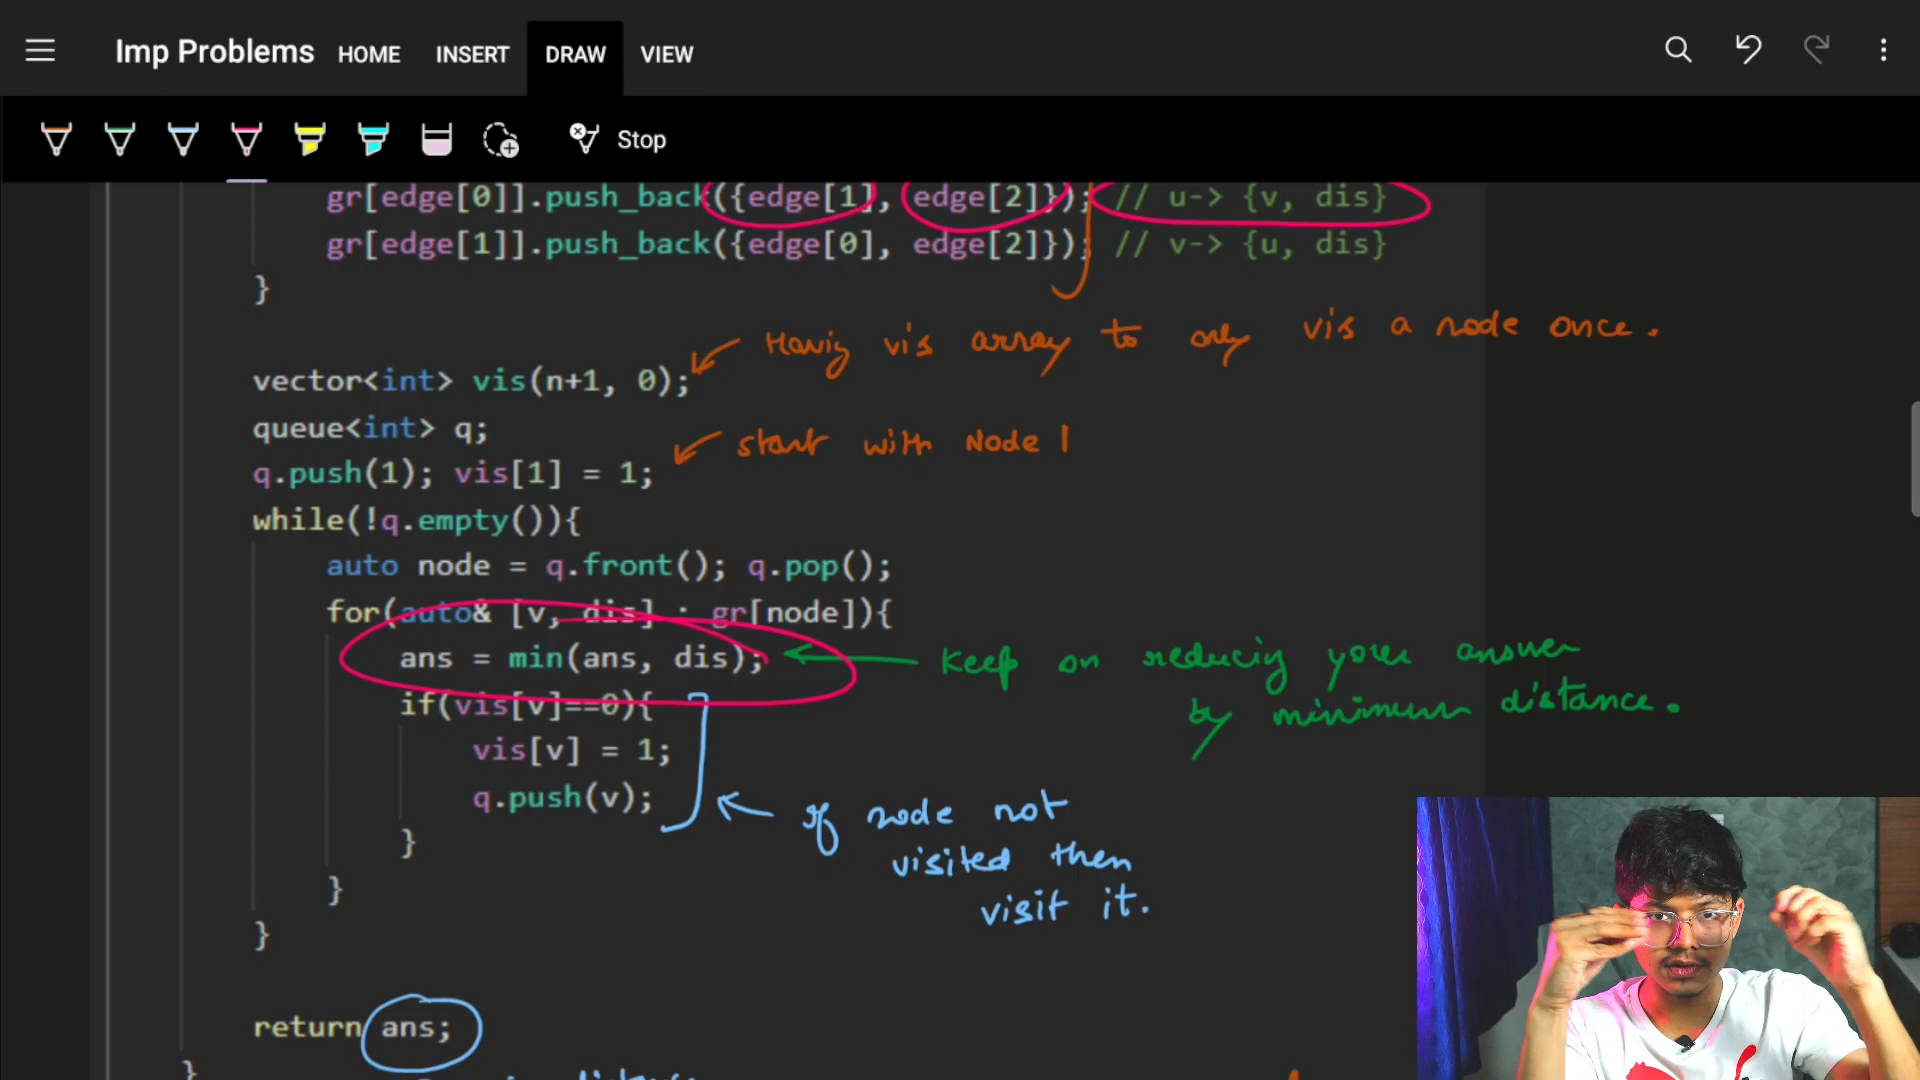 Imp Problems HOME INSERT DRAW VIEW
Stop
gr[edge[0]].push_back({edge[1], edge[2]}); // u-> {v, dis}
gr[edge[1]].push_back({edge[0], edge[2]}); // v-> {u, dis}
}
Having vis array to only vis a node once.
vector<int> vis(n+1, 0);
queue<int> q;
start with Node 1
q.push(1); vis[1] = 1;
while(!q.empty()){
auto node = q.front(); q.pop();
for(auto& [v, dis] : gr[node]){
ans = min(ans, dis);
Keep on reducing your answer
by minimum distance.
if(vis[v]==0){
vis[v] = 1;
q.push(v);
if node not
visited then
visit it.
}
}
}
return ans;
}
distance